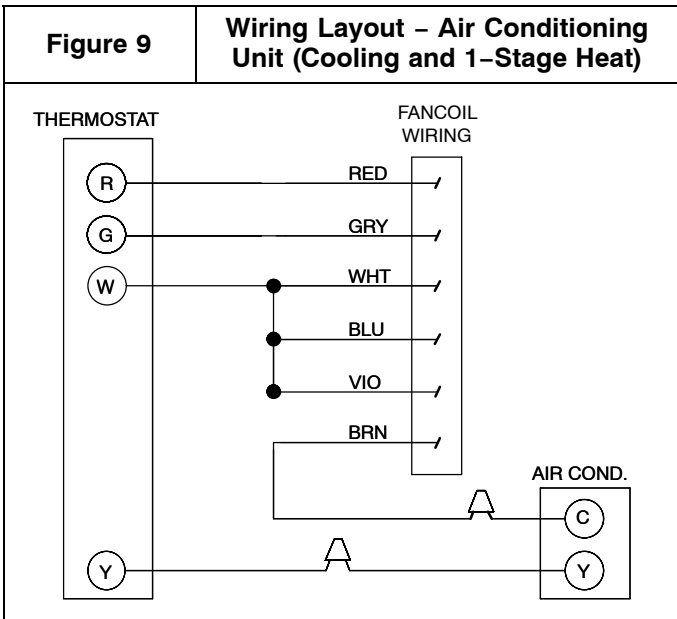 Figure 9
Wiring Layout – Air Conditioning
Unit (Cooling and 1–Stage Heat)
THERMOSTAT
FANCOIL
WIRING
R
RED
G
GRY
W
WHT
BLU
VIO
BRN
AIR COND.
C
Y
Y